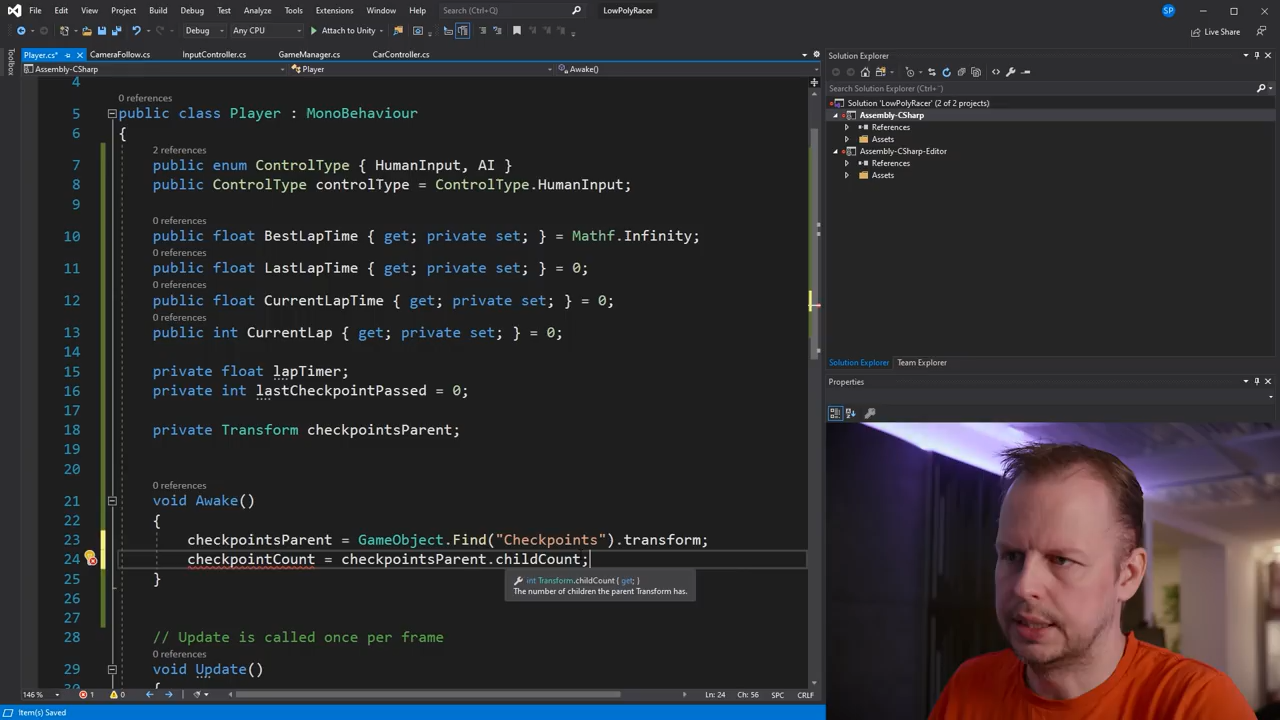 File Edit View Git Project Build Debug Test Analyze Tools Extensions Window Help Search (Ctrl+Q) LowPolyRacer SP
Debug Any CPU Attach to Unity Live Share
Toolbox
Player.cs* CameraFollow.cs InputController.cs GameManager.cs CarController.cs
Assembly-CSharp Player Awake()
4
0 references
5 public class Player : MonoBehaviour
6 {
2 references
7 public enum ControlType { HumanInput, AI }
8 public ControlType controlType = ControlType.HumanInput;
9
0 references
10 public float BestLapTime { get; private set; } = Mathf.Infinity;
0 references
11 public float LastLapTime { get; private set; } = 0;
0 references
12 public float CurrentLapTime { get; private set; } = 0;
0 references
13 public int CurrentLap { get; private set; } = 0;
14
15 private float lapTimer;
16 private int lastCheckpointPassed = 0;
17
18 private Transform checkpointsParent;
19
20
0 references
21 void Awake()
22 {
23 checkpointsParent = GameObject.Find("Checkpoints").transform;
24 checkpointCount = checkpointsParent.childCount;
int Transform.childCount { get; }
The number of children the parent Transform has.
25 }
26
27
28 // Update is called once per frame
0 references
29 void Update()
146 % 1 0 Ln: 24 Ch: 56 SPC CRLF
Item(s) Saved
Solution Explorer
Search Solution Explorer (Ctrl+')
Solution 'LowPolyRacer' (2 of 2 projects)
Assembly-CSharp
References
Assets
Assembly-CSharp-Editor
References
Assets
Solution Explorer Team Explorer
Properties